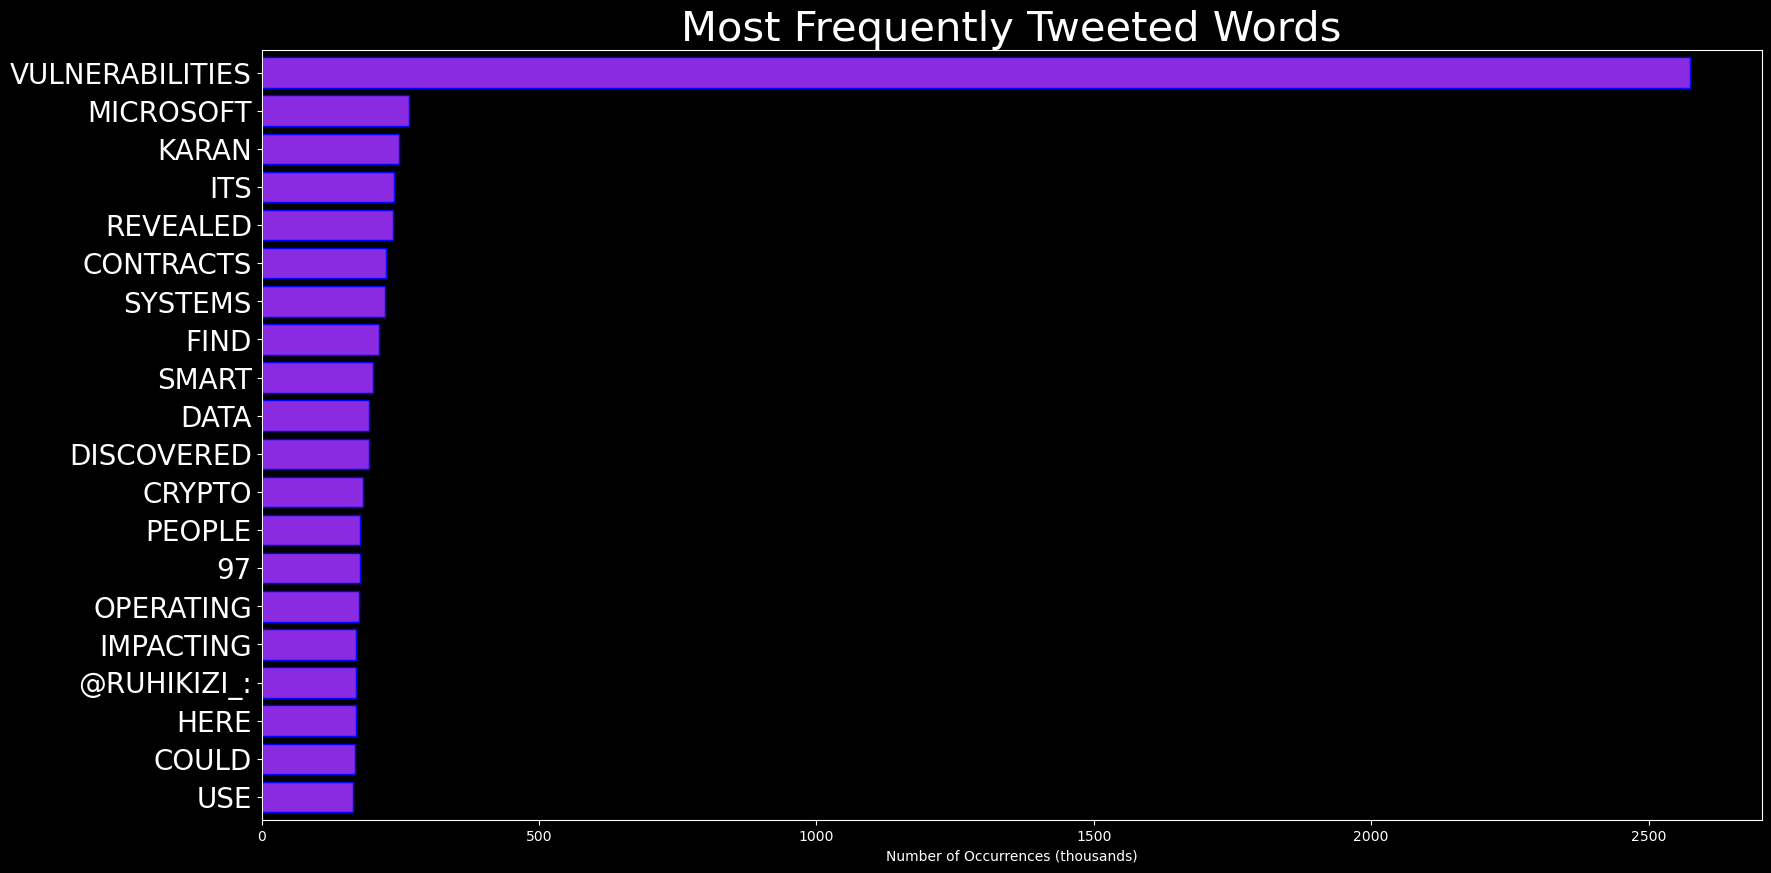 Most Frequently Tweeted Words
VULNERABILITIES
MICROSOFT
KARAN
ITS
REVEALED
CONTRACTS
SYSTEMS
FIND
SMART
DATA
DISCOVERED
CRYPTO
PEOPLE
97
OPERATING
IMPACTING
@RUHIKIZI_:
HERE
COULD
USE
0 500 1000 1500 2000 2500
Number of Occurrences (thousands)